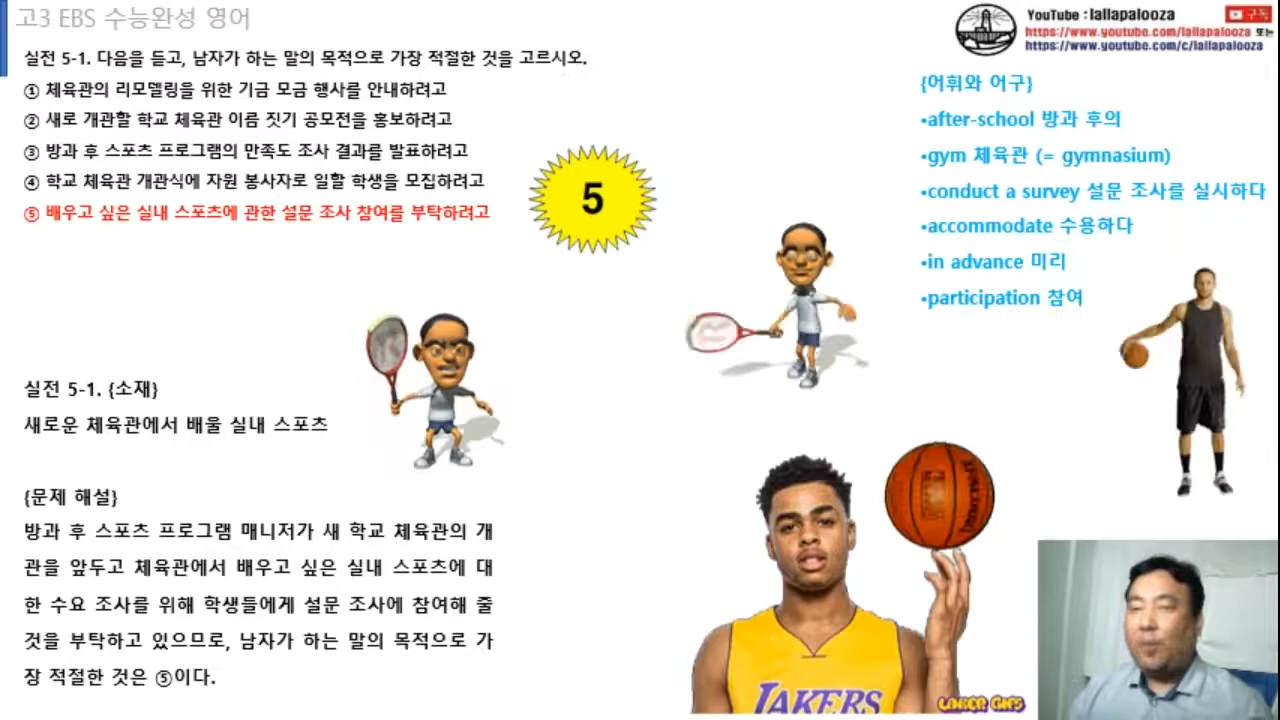 고3 EBS 수능완성 영어
YouTube : lallapalooza
구독
https://www.youtube.com/lallapalooza 또는
https://www.youtube.com/c/lallapalooza
실전 5-1. 다음을 듣고, 남자가 하는 말의 목적으로 가장 적절한 것을 고르시오.
① 체육관의 리모델링을 위한 기금 모금 행사를 안내하려고
② 새로 개관할 학교 체육관 이름 짓기 공모전을 홍보하려고
③ 방과 후 스포츠 프로그램의 만족도 조사 결과를 발표하려고
④ 학교 체육관 개관식에 자원 봉사자로 일할 학생을 모집하려고
⑤ 배우고 싶은 실내 스포츠에 관한 설문 조사 참여를 부탁하려고
5
{어휘와 어구}
•after-school 방과 후의
•gym 체육관 (= gymnasium)
•conduct a survey 설문 조사를 실시하다
•accommodate 수용하다
•in advance 미리
•participation 참여
실전 5-1. {소재}
새로운 체육관에서 배울 실내 스포츠
{문제 해설}
방과 후 스포츠 프로그램 매니저가 새 학교 체육관의 개
관을 앞두고 체육관에서 배우고 싶은 실내 스포츠에 대
한 수요 조사를 위해 학생들에게 설문 조사에 참여해 줄
것을 부탁하고 있으므로, 남자가 하는 말의 목적으로 가
장 적절한 것은 ⑤이다.
LAKERS